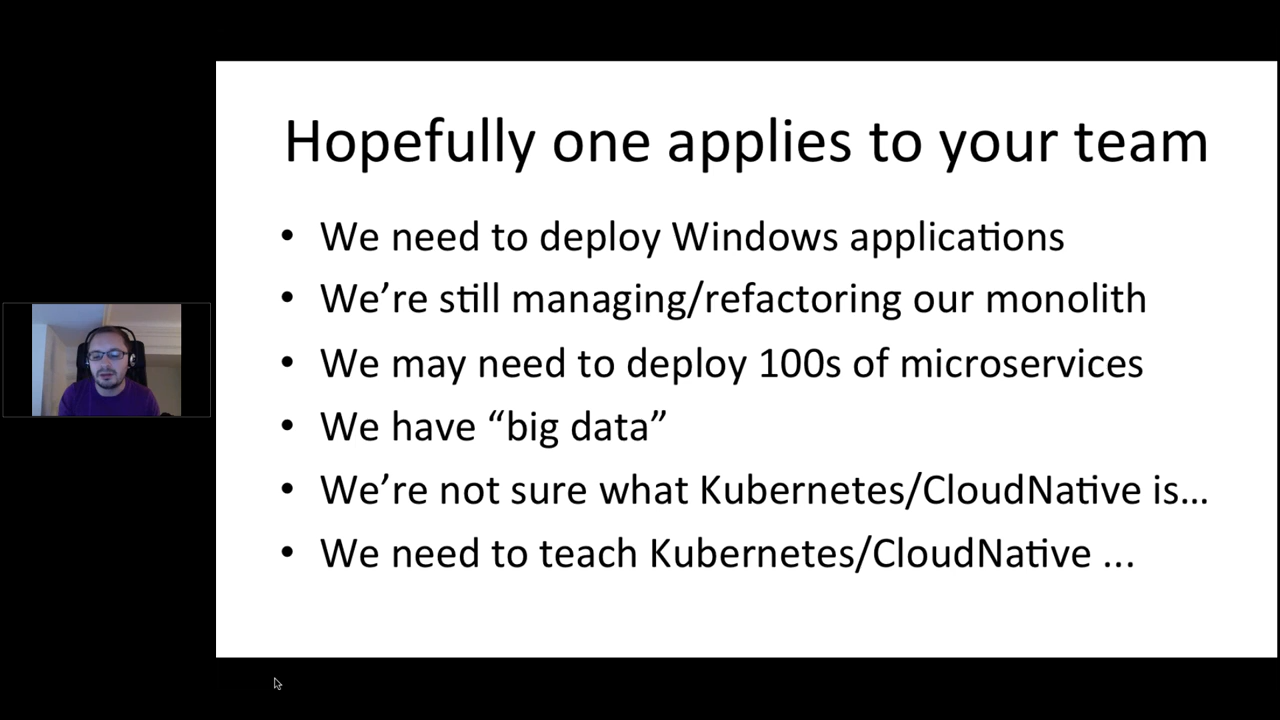 Hopefully one applies to your team
• We need to deploy Windows applications
• We’re still managing/refactoring our monolith
• We may need to deploy 100s of microservices
• We have “big data”
• We’re not sure what Kubernetes/CloudNative is...
• We need to teach Kubernetes/CloudNative ...